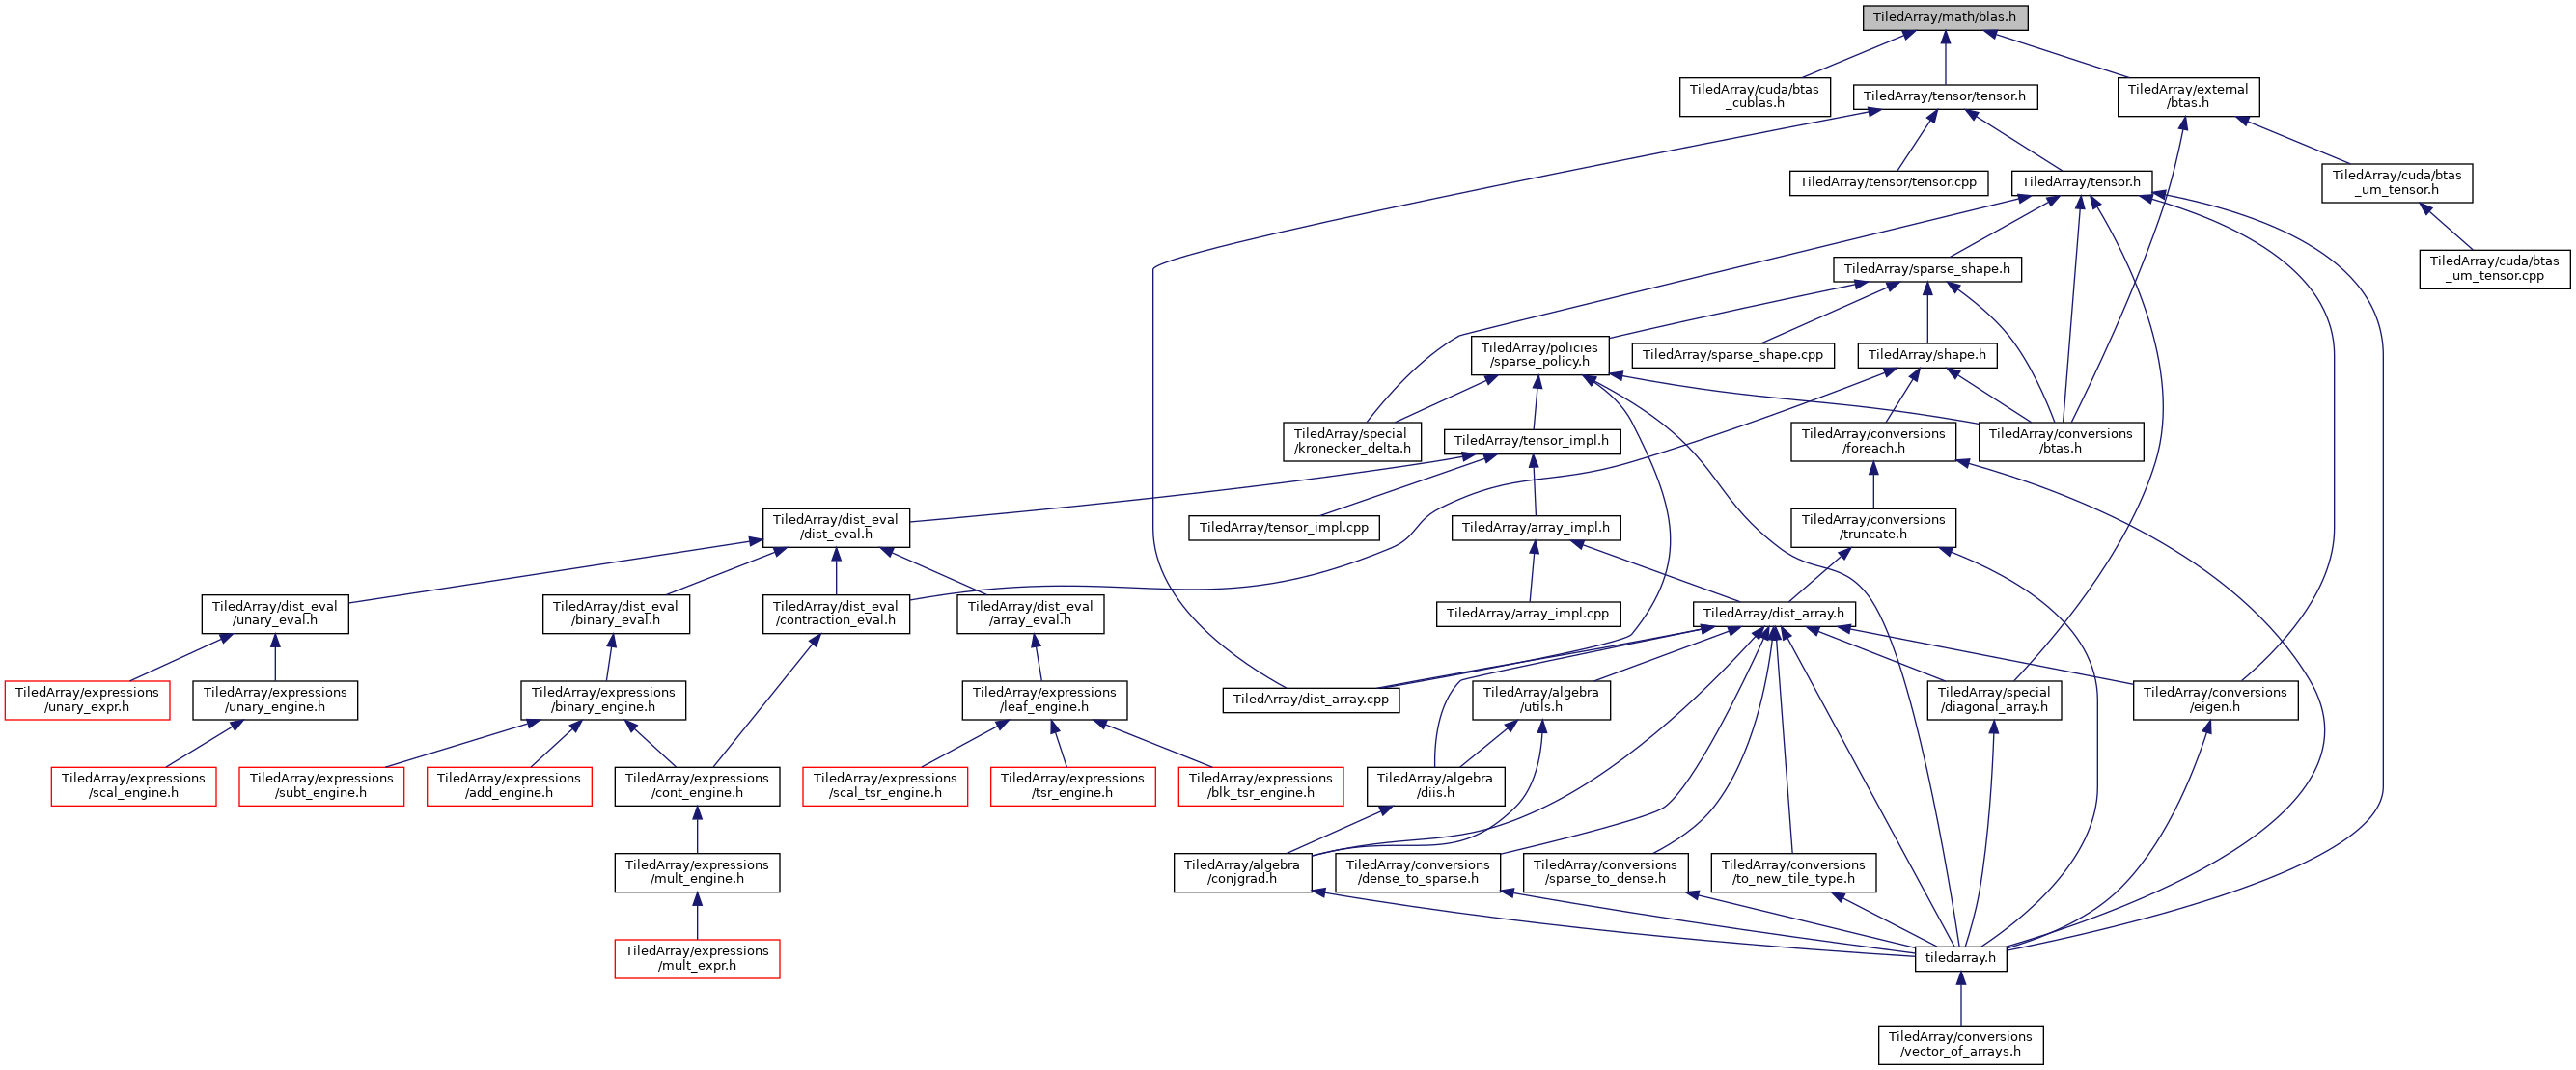 TiledArray/math/blas.h
TiledArray/cuda/btas
_cublas.h
TiledArray/tensor/tensor.h
TiledArray/external
/btas.h
TiledArray/tensor/tensor.cpp
TiledArray/tensor.h
TiledArray/cuda/btas
_um_tensor.h
TiledArray/sparse_shape.h
TiledArray/cuda/btas
_um_tensor.cpp
TiledArray/policies
/sparse_policy.h
TiledArray/sparse_shape.cpp
TiledArray/shape.h
TiledArray/special
/kronecker_delta.h
TiledArray/tensor_impl.h
TiledArray/conversions
/foreach.h
TiledArray/conversions
/btas.h
TiledArray/dist_eval
/dist_eval.h
TiledArray/tensor_impl.cpp
TiledArray/array_impl.h
TiledArray/conversions
/truncate.h
TiledArray/dist_eval
/unary_eval.h
TiledArray/dist_eval
/binary_eval.h
TiledArray/dist_eval
/contraction_eval.h
TiledArray/dist_eval
/array_eval.h
TiledArray/array_impl.cpp
TiledArray/dist_array.h
TiledArray/expressions
/unary_expr.h
TiledArray/expressions
/unary_engine.h
TiledArray/expressions
/binary_engine.h
TiledArray/expressions
/leaf_engine.h
TiledArray/dist_array.cpp
TiledArray/algebra
/utils.h
TiledArray/special
/diagonal_array.h
TiledArray/conversions
/eigen.h
TiledArray/expressions
/scal_engine.h
TiledArray/expressions
/subt_engine.h
TiledArray/expressions
/add_engine.h
TiledArray/expressions
/cont_engine.h
TiledArray/expressions
/scal_tsr_engine.h
TiledArray/expressions
/tsr_engine.h
TiledArray/expressions
/blk_tsr_engine.h
TiledArray/algebra
/diis.h
TiledArray/expressions
/mult_engine.h
TiledArray/algebra
/conjgrad.h
TiledArray/conversions
/dense_to_sparse.h
TiledArray/conversions
/sparse_to_dense.h
TiledArray/conversions
/to_new_tile_type.h
TiledArray/expressions
/mult_expr.h
tiledarray.h
TiledArray/conversions
/vector_of_arrays.h